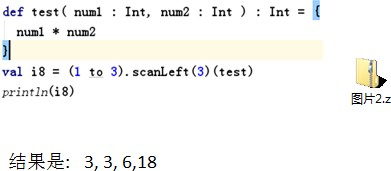 def test( num1 : Int, num2 : Int ) : Int = {
num1 * num2
}
val i8 = (1 to 3).scanLeft(3)(test)
println(i8)
图片2.z
结果是: 3, 3, 6,18